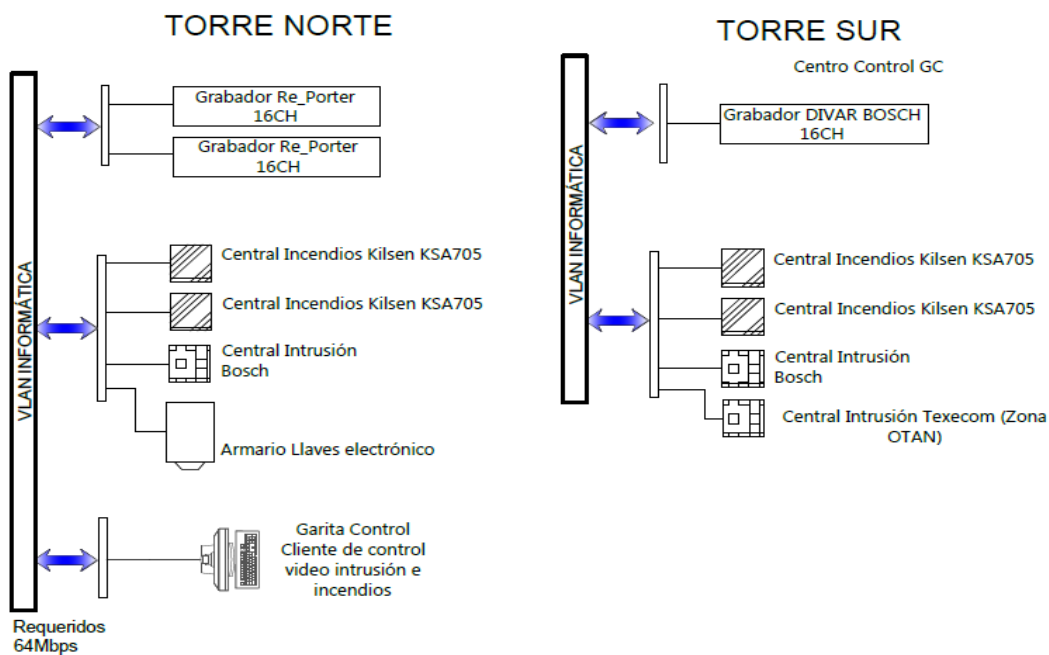 TORRE NORTE
VLAN INFORMÁTICA
Grabador Re_Porter
16CH
Grabador Re_Porter
16CH
Central Incendios Kilsen KSA705
Central Incendios Kilsen KSA705
Central Intrusión
Bosch
Armario Llaves electrónico
Garita Control
Cliente de control
video intrusión e
incendios
Requeridos
64Mbps
TORRE SUR
Centro Control GC
VLAN INFORMÁTICA
Grabador DIVAR BOSCH
16CH
Central Incendios Kilsen KSA705
Central Incendios Kilsen KSA705
Central Intrusión
Bosch
Central Intrusión Texecom (Zona
OTAN)